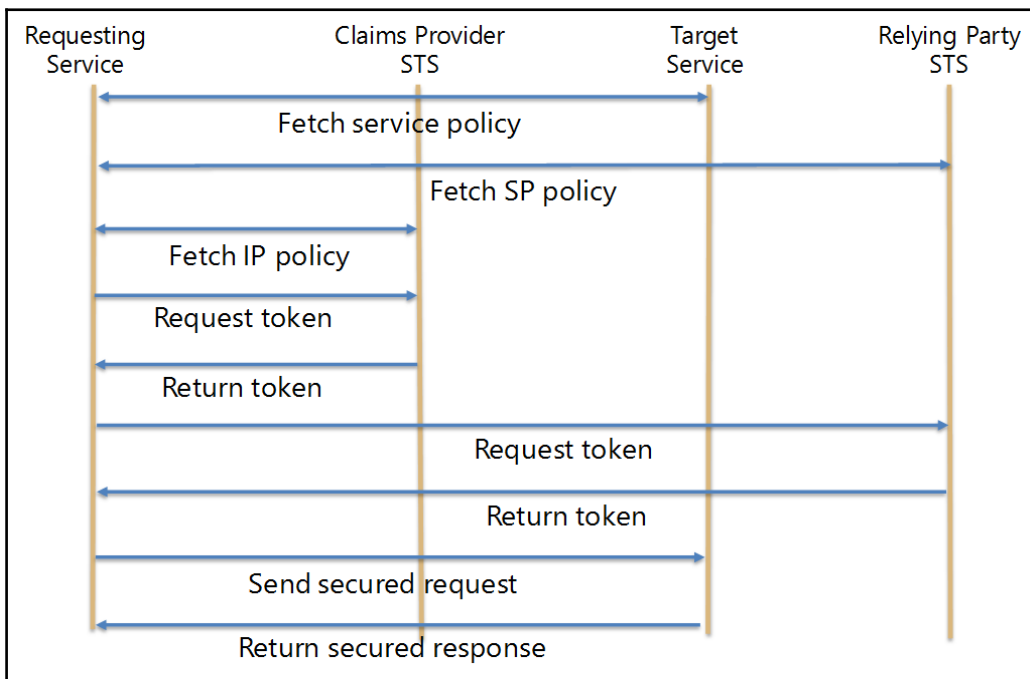 Requesting
Service
Claims Provider
STS
Target
Service
Relying Party
STS
Fetch service policy
Fetch SP policy
Fetch IP policy
Request token
Return token
Request token
Return token
Send secured request
Return secured response